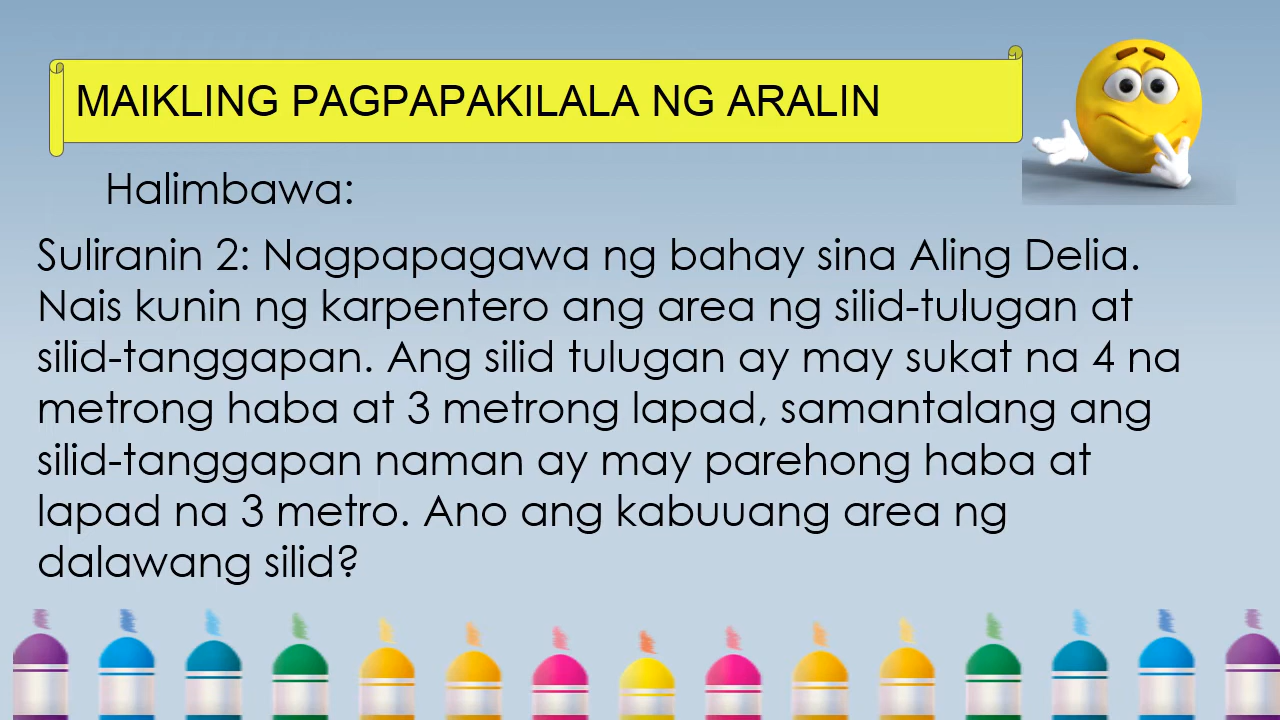 MAIKLING PAGPAPAKILALA NG ARALIN
Halimbawa:
Suliranin 2: Nagpapagawa ng bahay sina Aling Delia.
Nais kunin ng karpentero ang area ng silid-tulugan at
silid-tanggapan. Ang silid tulugan ay may sukat na 4 na
metrong haba at 3 metrong lapad, samantalang ang
silid-tanggapan naman ay may parehong haba at
lapad na 3 metro. Ano ang kabuuang area ng
dalawang silid?